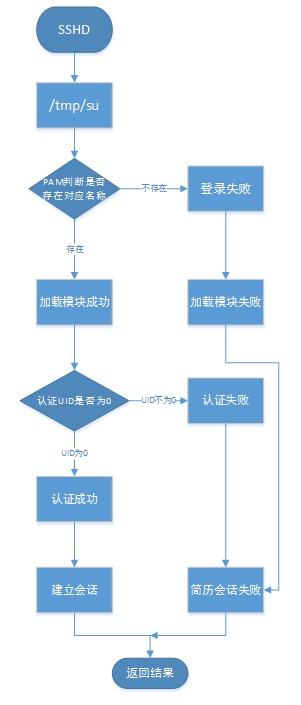 SSHD
/tmp/su
PAM判断是否
存在对应名称
不存在
登录失败
存在
加载模块成功
加载模块失败
认证UID是否为0
UID不为0
认证失败
UID为0
认证成功
建立会话
简历会话失败
返回结果